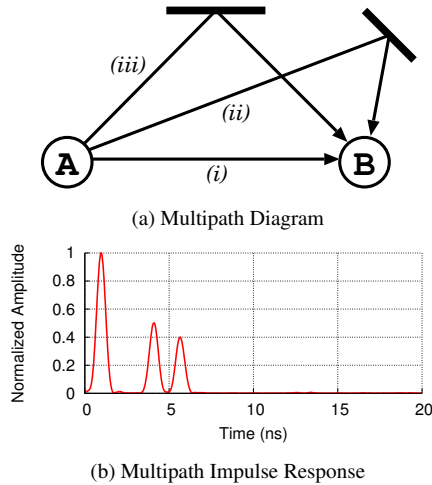 (iii)
(ii)
A
B
(i)
(a) Multipath Diagram
Normalized Amplitude
1
0.8
0.6
0.4
0.2
0
0 5 10 15 20
Time (ns)
(b) Multipath Impulse Response